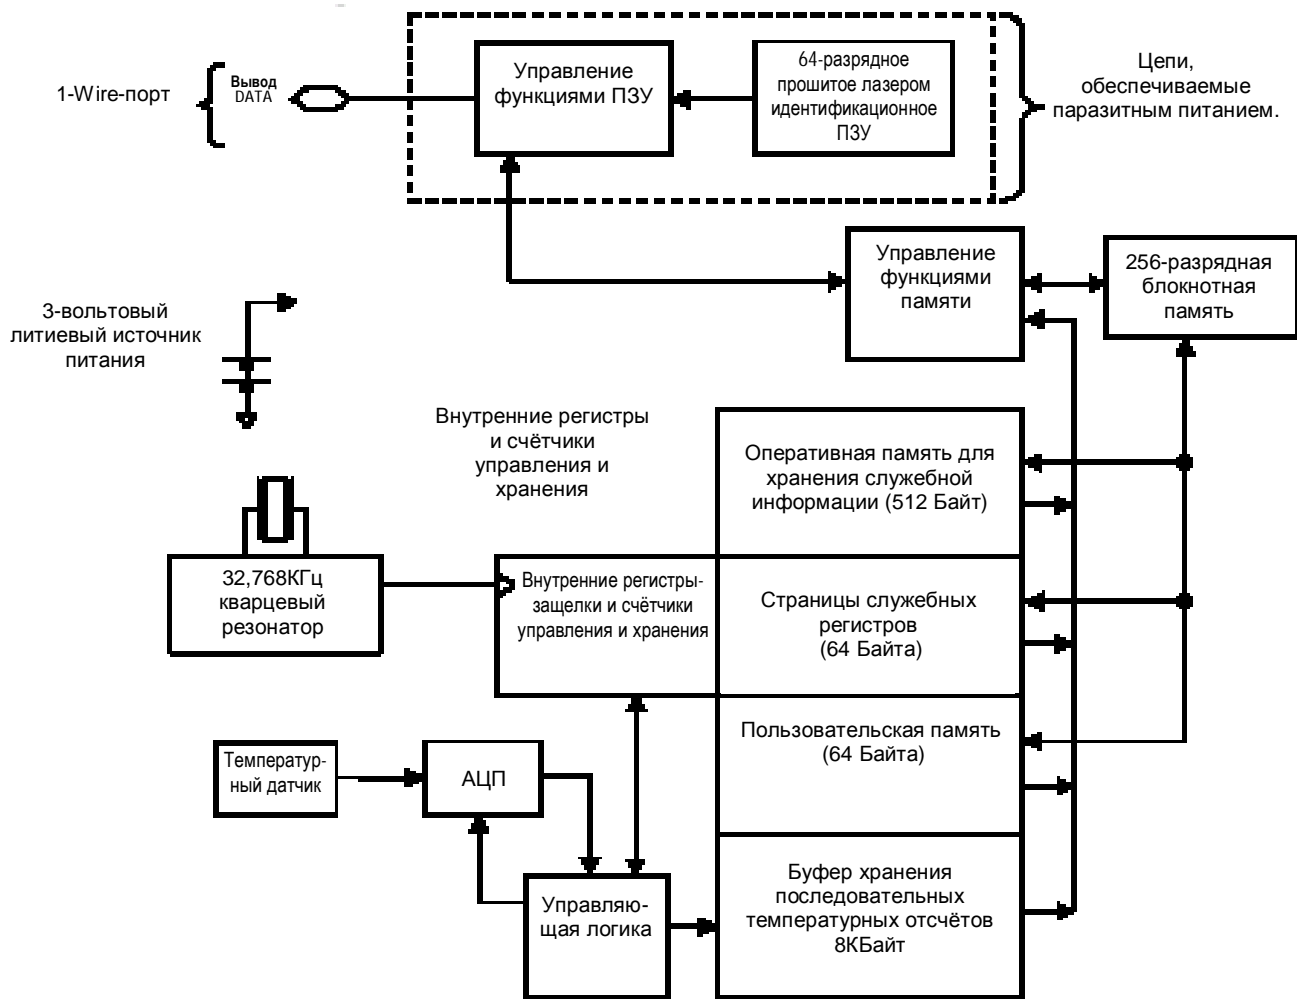 1-Wire-порт
Вывод
DATA
Управление
функциями ПЗУ
64-разрядное
прошитое лазером
идентификационное
ПЗУ
Цепи,
обеспечиваемые
паразитным питанием.
Управление
функциями
памяти
256-разрядная
блокнотная
память
3-вольтовый
литиевый источник
питания
Внутренние регистры
и счётчики
управления и
хранения
Оперативная память для
хранения служебной
информации (512 Байт)
32,768КГц
кварцевый
резонатор
Внутренние регистры-
защелки и счётчики
управления и хранения
Страницы служебных
регистров
(64 Байта)
Пользовательская память
(64 Байта)
Температур-
ный датчик
АЦП
Управляю-
щая логика
Буфер хранения
последовательных
температурных отсчётов
8КБайт